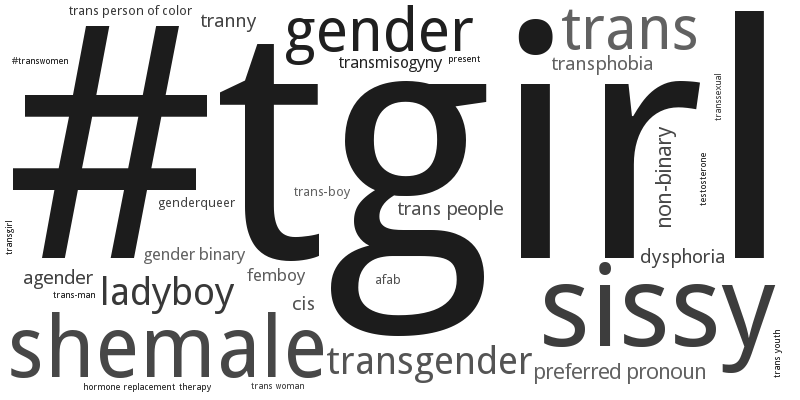 trans person of color
tranny
gender
trans
#transwomen
transmisogyny
present
transphobia
#tgirl
transsexual
non-binary
testosterone
trans-boy
genderqueer
trans people
transgirl
gender binary
dysphoria
agender
femboy
afab
trans-man
ladyboy
cis
sissy
shemale
transgender
preferred pronoun
trans youth
hormone replacement therapy
trans woman